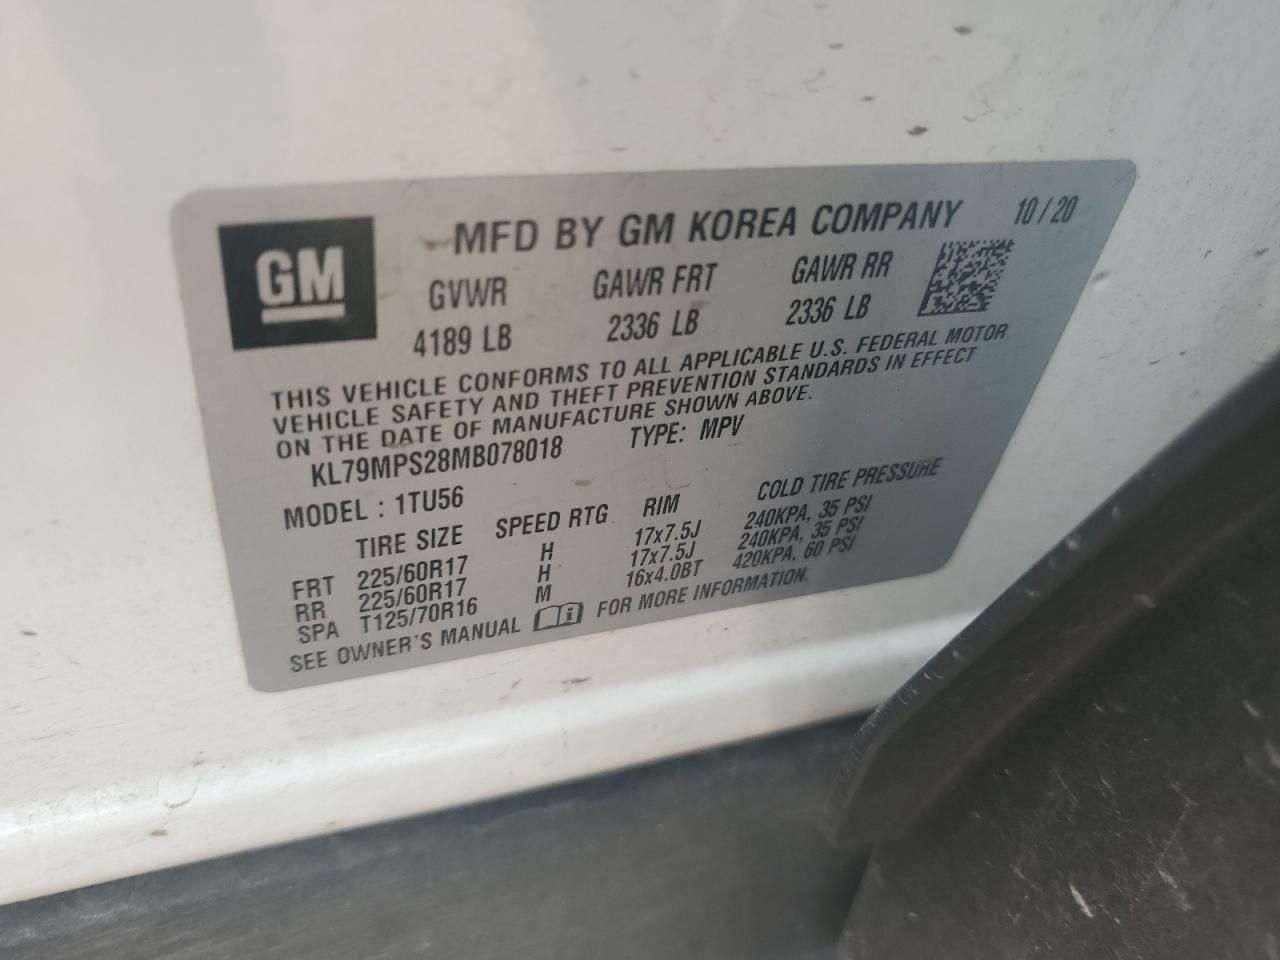 GM
MFD BY GM KOREA COMPANY 10/20
GVWR GAWR FRT GAWR RR
4189 LB 2336 LB 2336 LB
THIS VEHICLE CONFORMS TO ALL APPLICABLE U.S. FEDERAL MOTOR
VEHICLE SAFETY AND THEFT PREVENTION STANDARDS IN EFFECT
ON THE DATE OF MANUFACTURE SHOWN ABOVE.
KL79MPS28MB078018 TYPE: MPV
MODEL : 1TU56
TIRE SIZE SPEED RTG RIM COLD TIRE PRESSURE
FRT 225/60R17 H 17x7.5J 240KPA, 35 PSI
RR 225/60R17 H 17x7.5J 240KPA, 35 PSI
SPA T125/70R16 M 16x4.0BT 420KPA, 60 PSI
SEE OWNER'S MANUAL i FOR MORE INFORMATION.